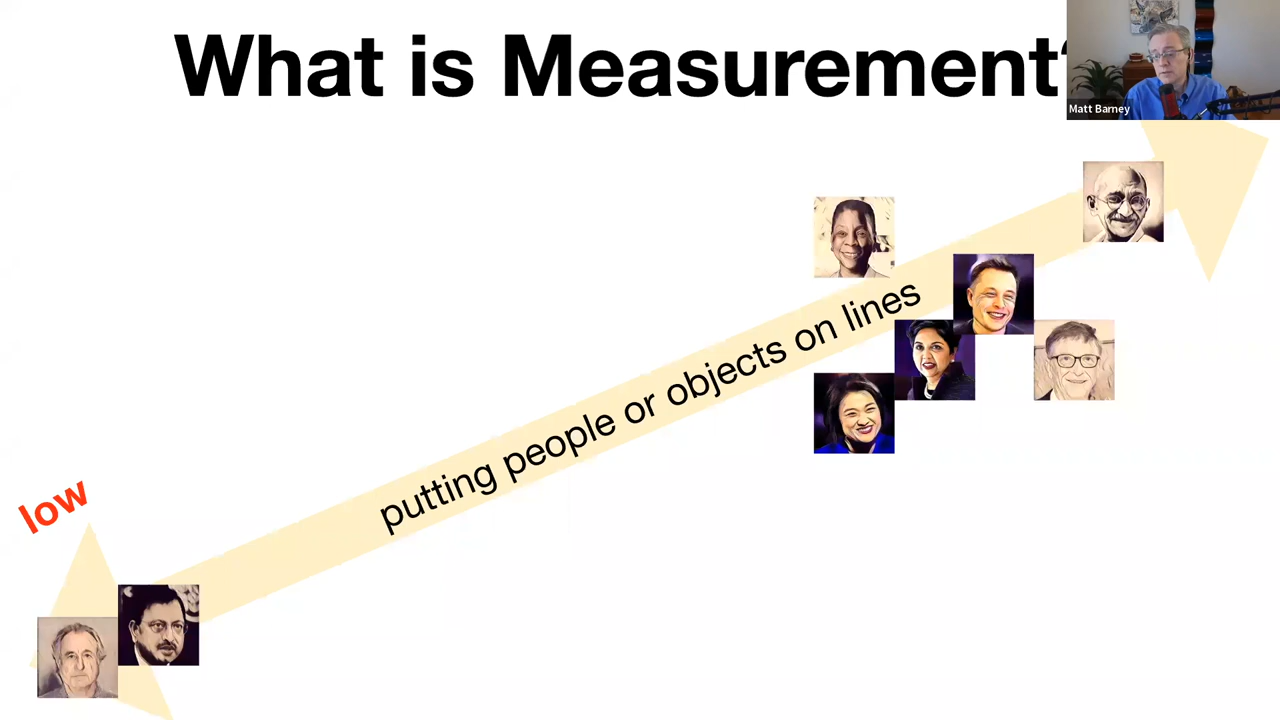 What is Measurement?
Matt Barney
putting people or objects on lines
low